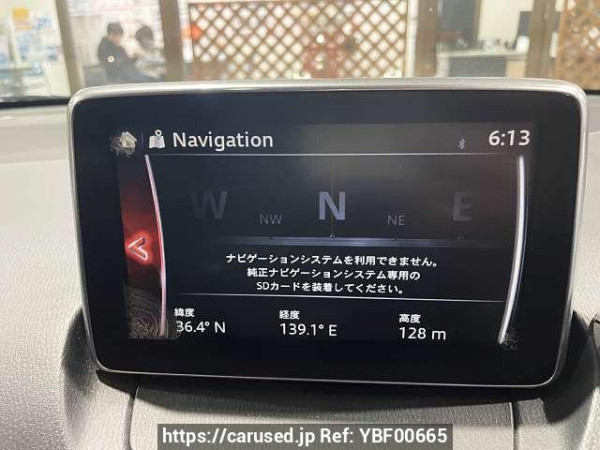 Navigation 6:13
W NW N NE E
ナビゲーションシステムを利用できません。
純正ナビゲーションシステム専用の
SDカードを装着してください。
緯度 経度 高度
36.4° N 139.1° E 128 m
https://carused.jp Ref: YBF00665